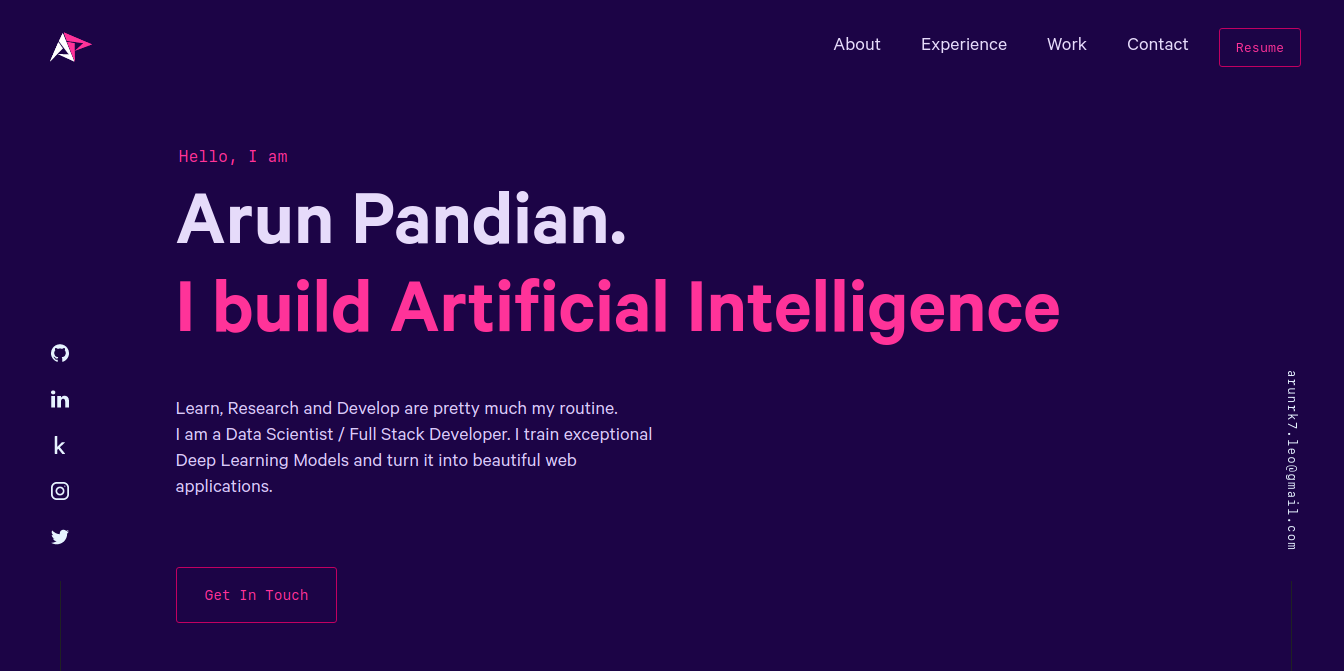 About
Experience
Work
Contact
Resume
Hello, I am
Arun Pandian.
I build Artificial Intelligence
Learn, Research and Develop are pretty much my routine.
I am a Data Scientist / Full Stack Developer. I train exceptional
Deep Learning Models and turn it into beautiful web
applications.
Get In Touch
arunrk7.leo@gmail.com